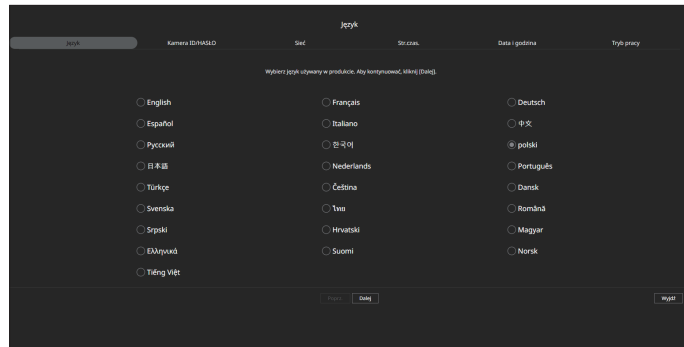 Język
Język Kamera ID/HASŁO Sieć Str.czas. Data i godzina Tryb pracy
Wybierz język używany w produkcie. Aby kontynuować, kliknij [Dalej].
English Français Deutsch
Español Italiano 中文
Русский 한국어 polski
日本語 Nederlands Português
Türkçe Čeština Dansk
Svenska ไทย Română
Srpski Hrvatski Magyar
Ελληνικά Suomi Norsk
Tiếng Việt
Poprz. Dalej Wyjdź